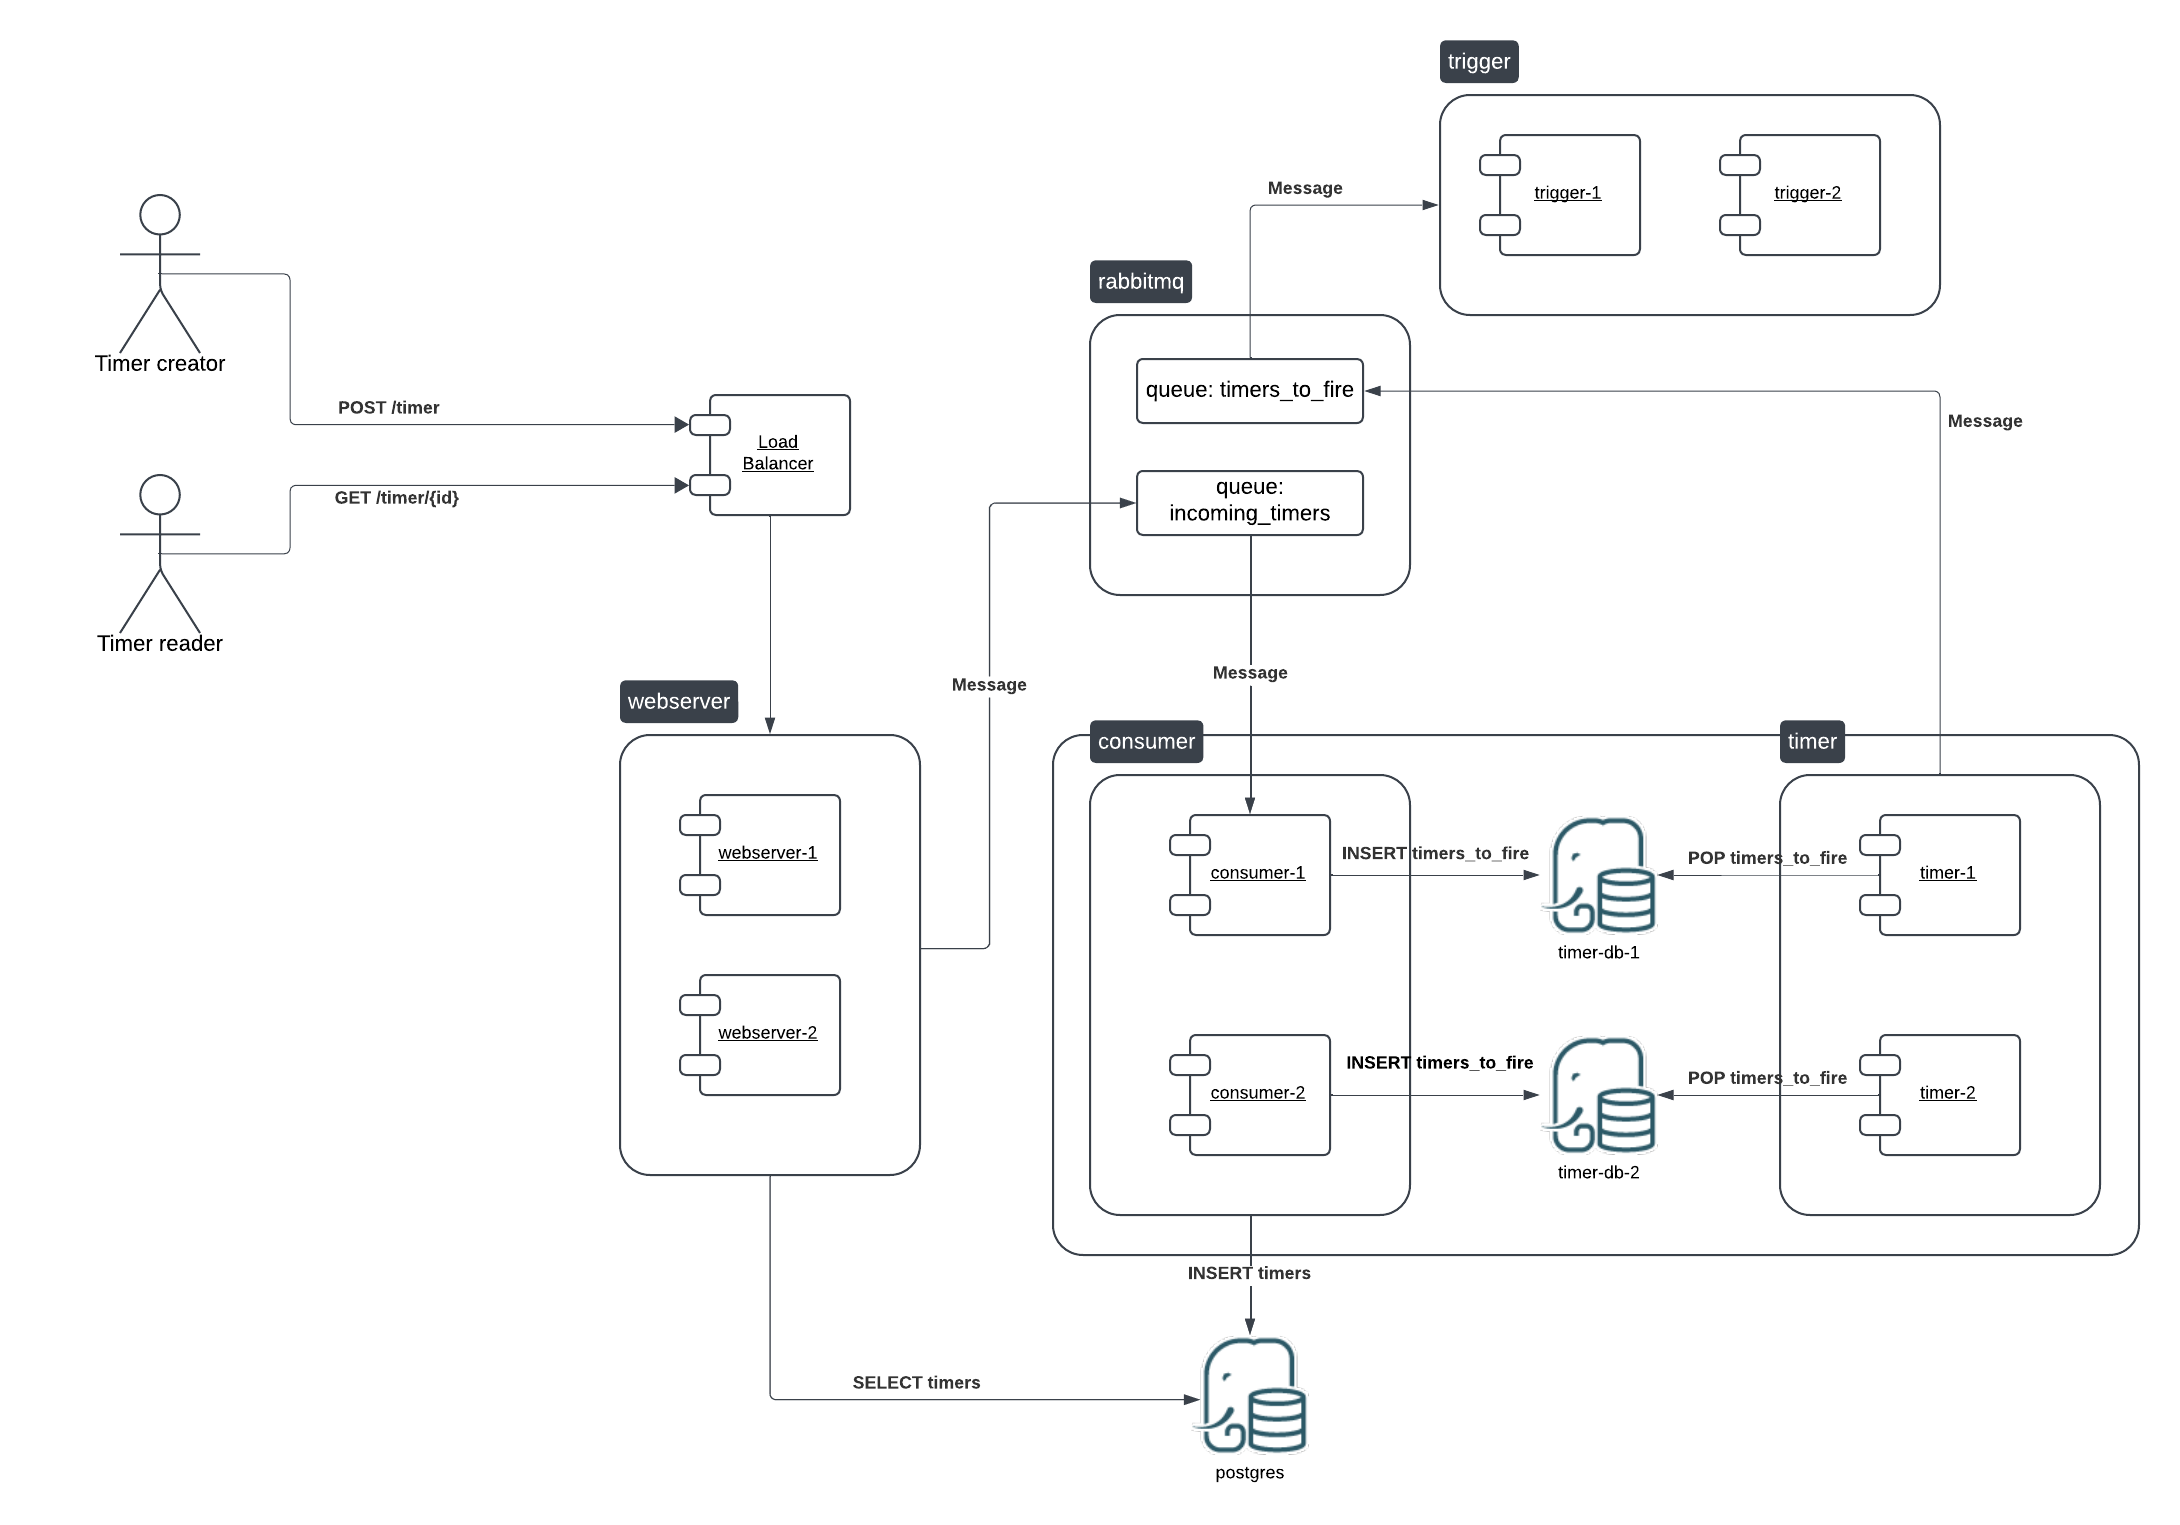 trigger
trigger-1
trigger-2
Message
rabbitmq
Timer creator
queue: timers_to_fire
POST /timer
Message
Load
Balancer
GET /timer/{id}
queue:
incoming_timers
Timer reader
Message
Message
webserver
consumer
timer
webserver-1
consumer-1
INSERT timers_to_fire
POP timers_to_fire
timer-1
timer-db-1
webserver-2
consumer-2
INSERT timers_to_fire
POP timers_to_fire
timer-2
timer-db-2
INSERT timers
SELECT timers
postgres